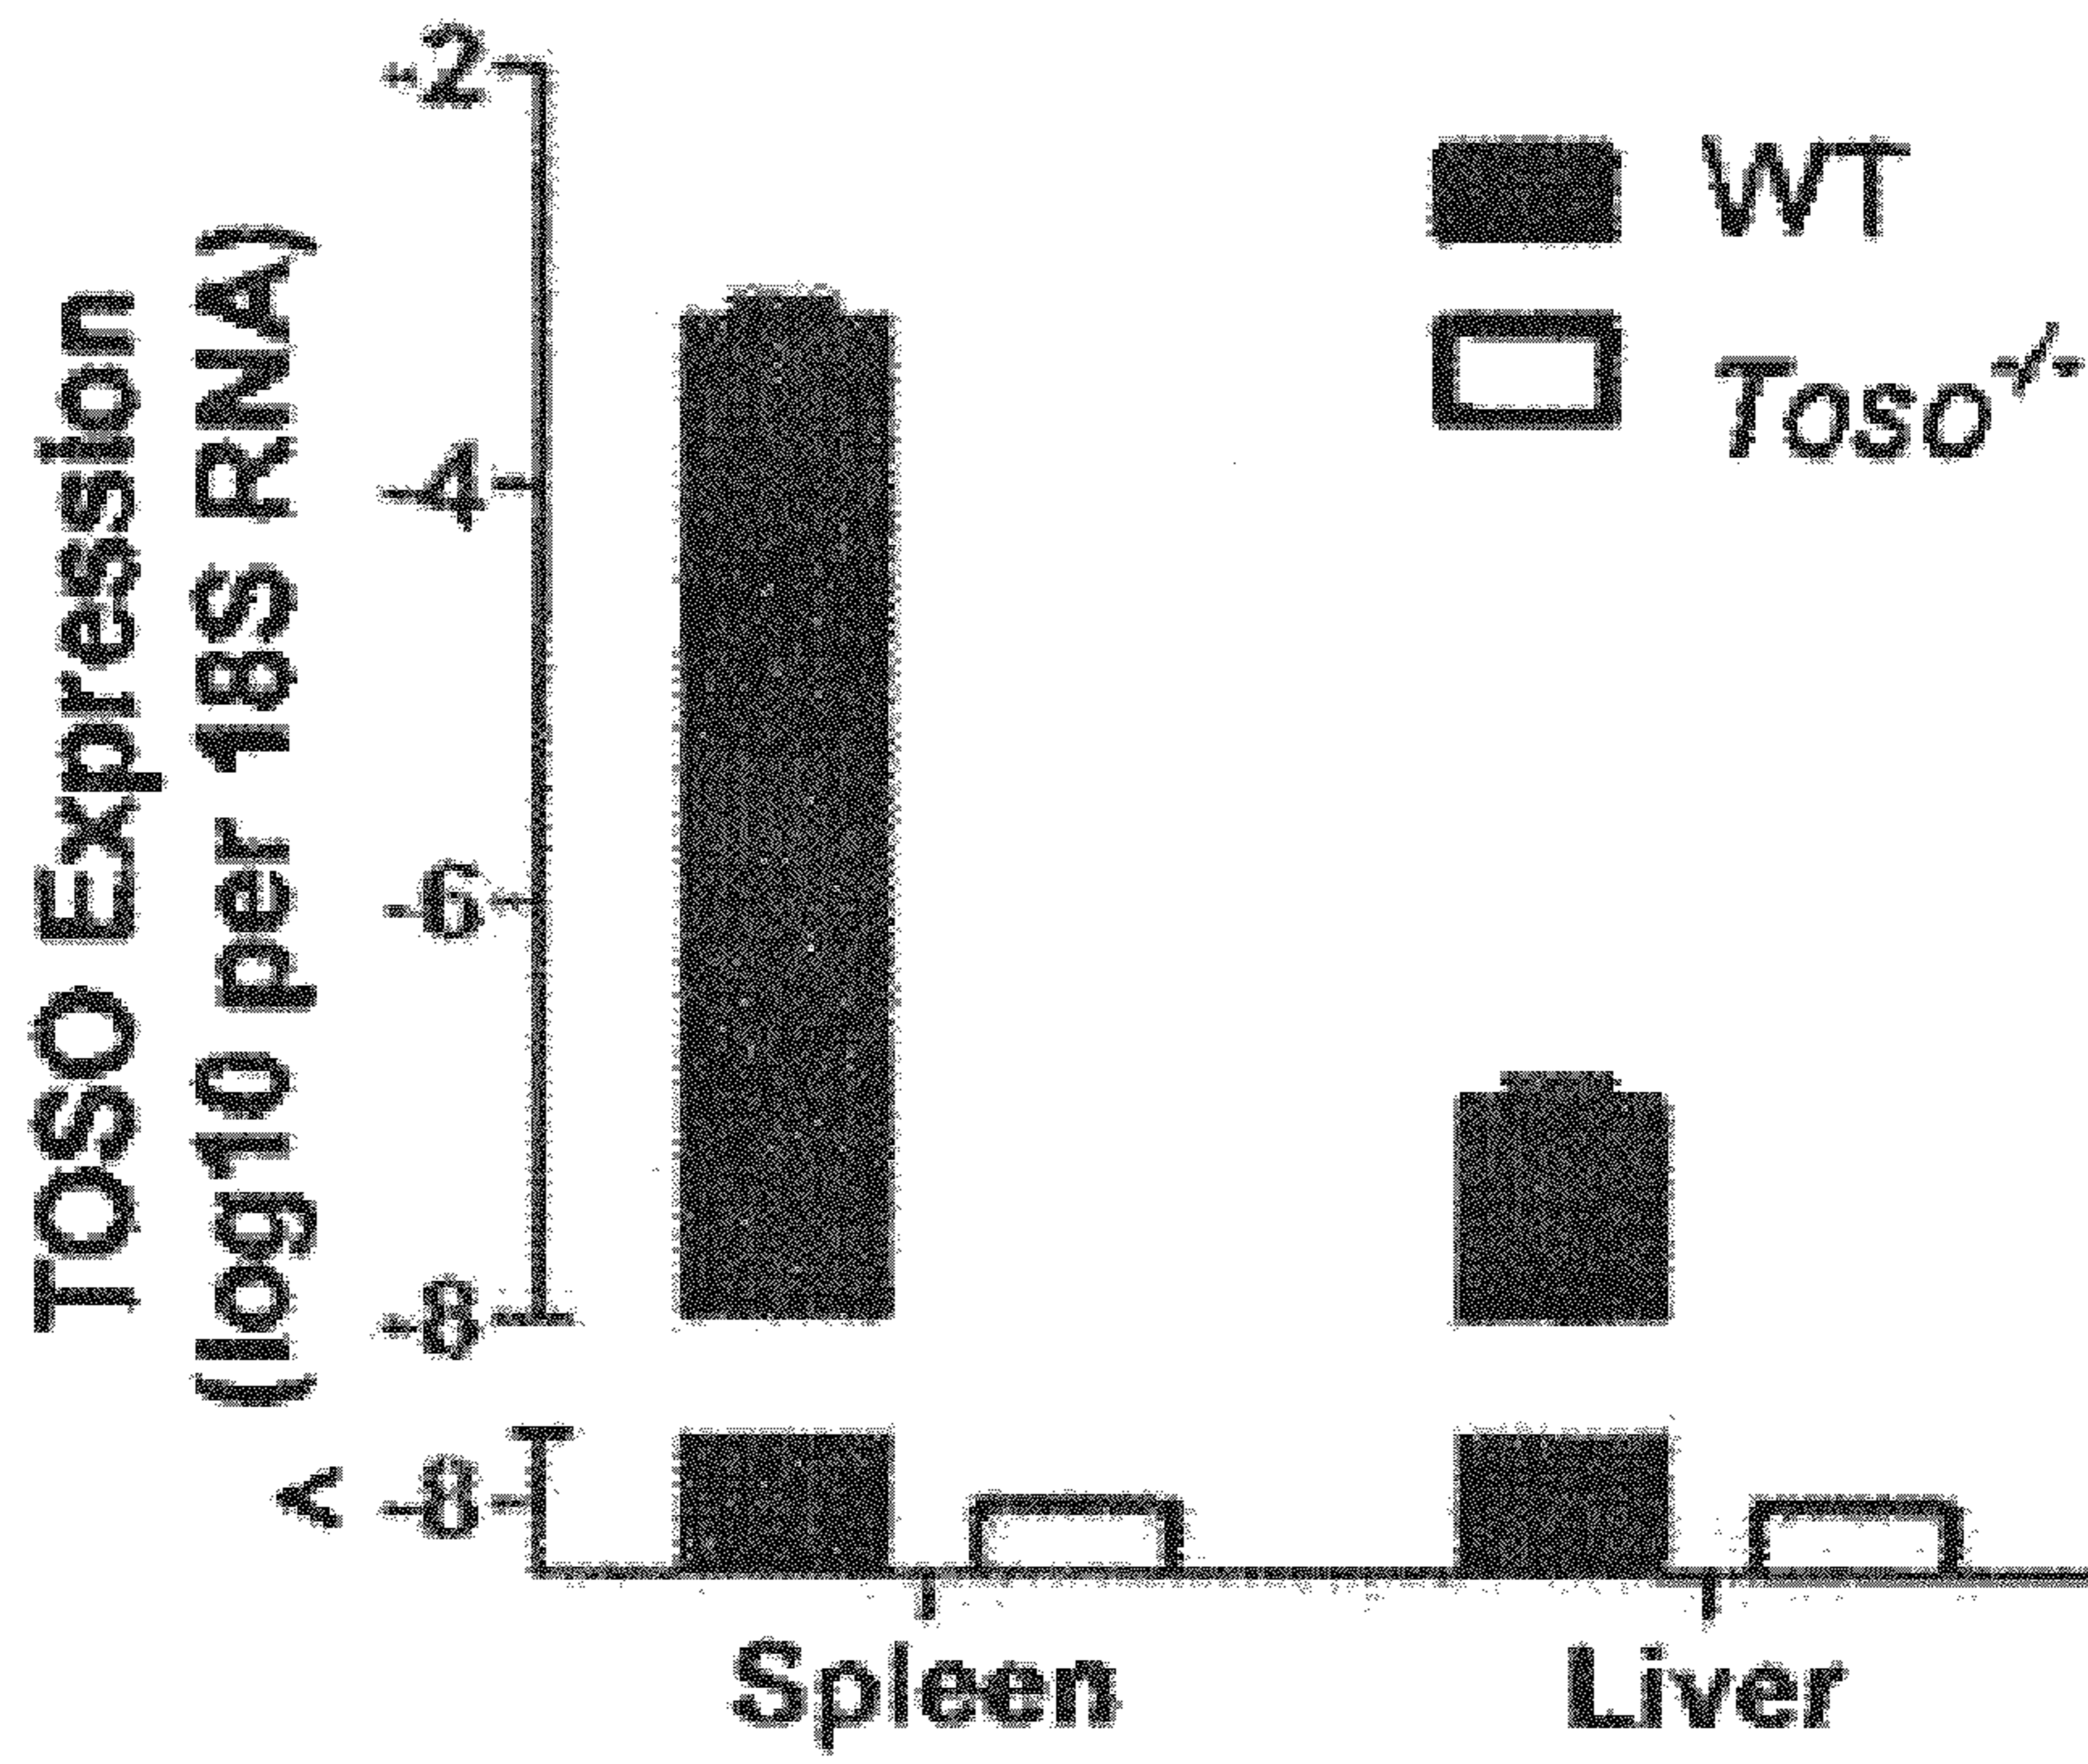 TOSO Expression
(log10 per 18S RNA)
-2
-4
-6
-8
< -8
WT
Toso-/-
Spleen
Liver